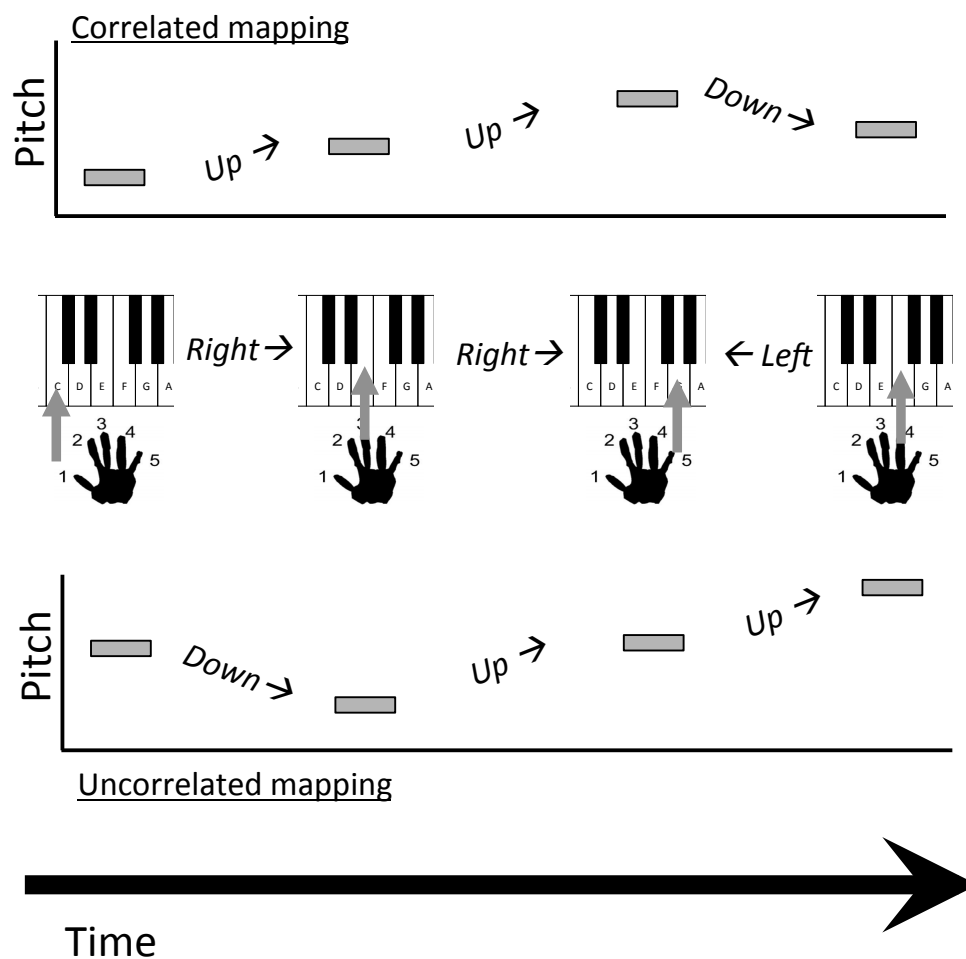 Correlated mapping
Pitch
Up →
Up →
Down →
Right →
Right →
← Left
C D E F G A
C D F G A
C D E F G A
C D E G A
1 2 3 4 5
1 2 3 4 5
1 2 3 4 5
1 2 3 4 5
Pitch
Down →
Up →
Up →
Uncorrelated mapping
Time